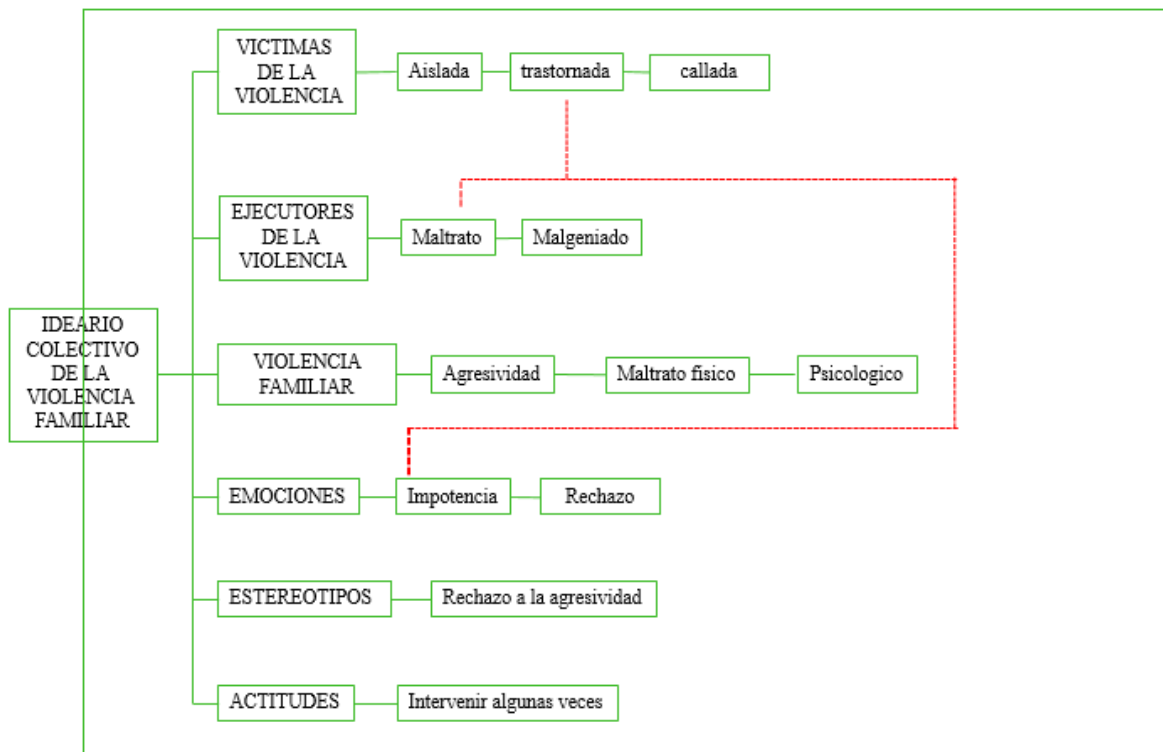 VICTIMAS
DE LA
VIOLENCIA
Aislada
trastornada
callada
EJECUTORES
DE LA
VIOLENCIA
Maltrato
Malgeniado
IDEARIO
COLECTIVO
DE LA
VIOLENCIA
FAMILIAR
VIOLENCIA
FAMILIAR
Agresividad
Maltrato físico
Psicologico
EMOCIONES
Impotencia
Rechazo
ESTEREOTIPOS
Rechazo a la agresividad
ACTITUDES
Intervenir algunas veces